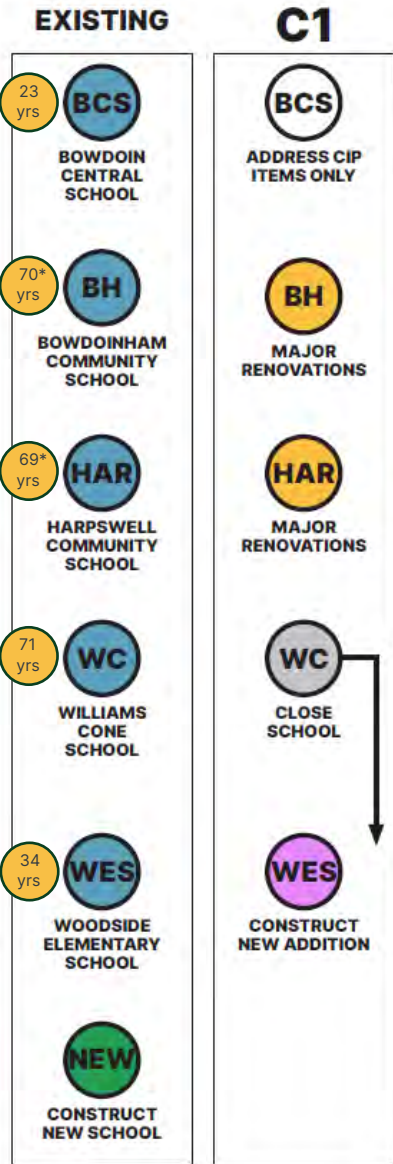 EXISTING
23
yrs
BCS
BOWDOIN
CENTRAL
SCHOOL
70*
yrs
BH
BOWDOINHAM
COMMUNITY
SCHOOL
69*
yrs
HAR
HARPSWELL
COMMUNITY
SCHOOL
71
yrs
WC
WILLIAMS
CONE
SCHOOL
34
yrs
WES
WOODSIDE
ELEMENTARY
SCHOOL
NEW
CONSTRUCT
NEW SCHOOL
C1
BCS
ADDRESS CIP
ITEMS ONLY
BH
MAJOR
RENOVATIONS
HAR
MAJOR
RENOVATIONS
WC
CLOSE
SCHOOL
WES
CONSTRUCT
NEW ADDITION